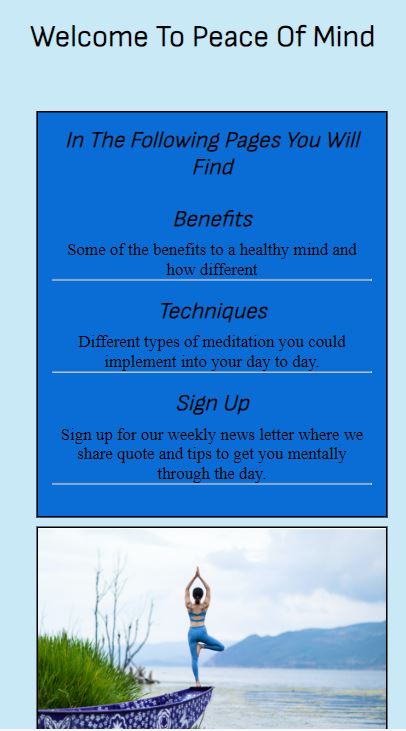 Welcome To Peace Of Mind
In The Following Pages You Will
Find
Benefits
Some of the benefits to a healthy mind and
how different
Techniques
Different types of meditation you could
implement into your day to day.
Sign Up
Sign up for our weekly news letter where we
share quote and tips to get you mentally
through the day.